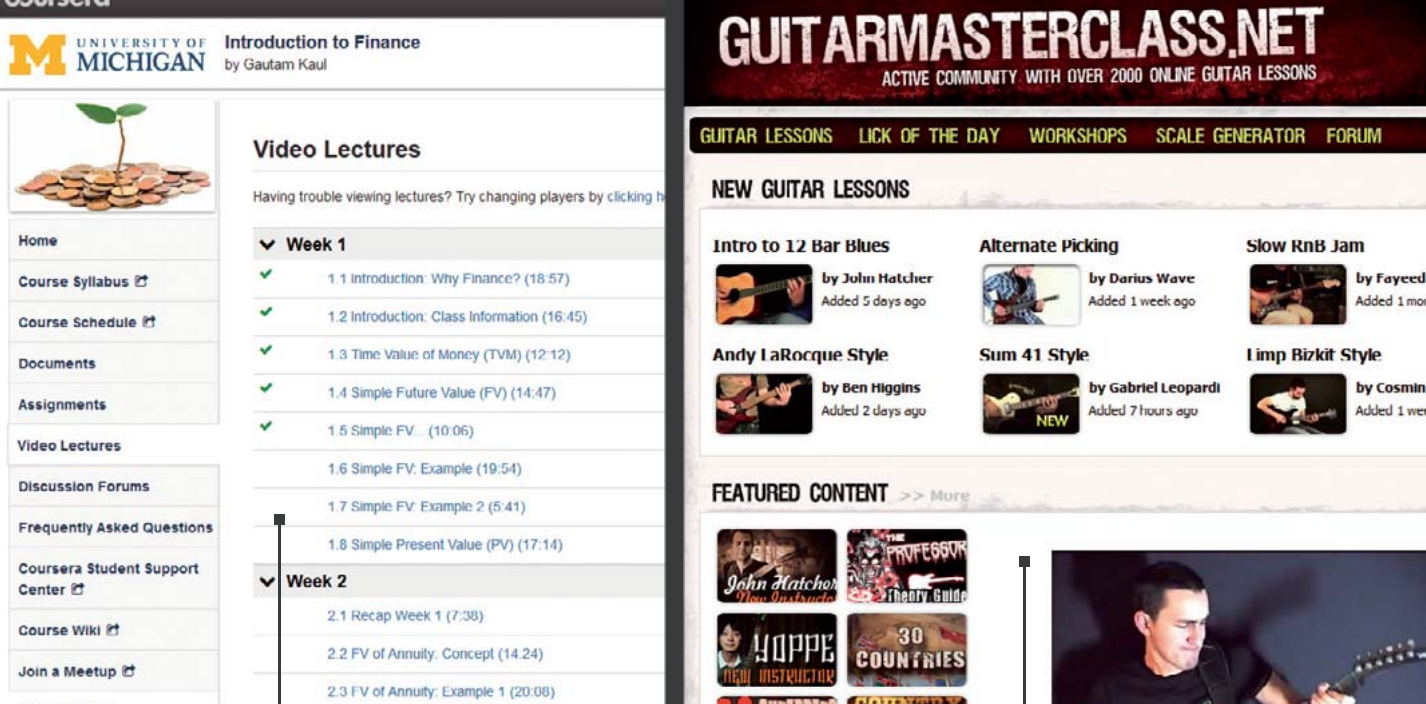 coursera
UNIVERSITY OF
MICHIGAN
Introduction to Finance
by Gautam Kaul
Home
Course Syllabus
Course Schedule
Documents
Assignments
Video Lectures
Discussion Forums
Frequently Asked Questions
Coursera Student Support
Center
Course Wiki
Join a Meetup
Video Lectures
Having trouble viewing lectures? Try changing players by clicking
Week 1
1.1 Introduction: Why Finance? (18:57)
1.2 Introduction: Class Information (16:45)
1.3 Time Value of Money (TVM) (12:12)
1.4 Simple Future Value (FV) (14:47)
1.5 Simple FV... (10:06)
1.6 Simple FV: Example (19:54)
1.7 Simple FV: Example 2 (5:41)
1.8 Simple Present Value (PV) (17:14)
Week 2
2.1 Recap Week 1 (7:38)
2.2 FV of Annuity: Concept (14.24)
2.3 FV of Annuity: Example 1 (20:08)
GUITARMASTERCLASS.NET
ACTIVE COMMUNITY WITH OVER 2000 ONLINE GUITAR LESSONS
GUITAR LESSONS LICK OF THE DAY WORKSHOPS SCALE GENERATOR FORUM
NEW GUITAR LESSONS
Intro to 12 Bar Blues
by John Hatcher
Added 5 days ago
Alternate Picking
by Darius Wave
Added 1 week ago
Slow RnB Jam
by Fayeed
Added 1
Andy LaRocque Style
by Ben Higgins
Added 2 days ago
Sum 41 Style
NEW
by Gabriel Leopardi
Added 7 hours ago
Limp Bizkit Style
by Cosmin
Added 1
FEATURED CONTENT >> More
John Hatcher
New Instructor
THE
PROFESSOR
Theory Guide
YOPPE
NEW INSTRUCTOR
30
COUNTRIES